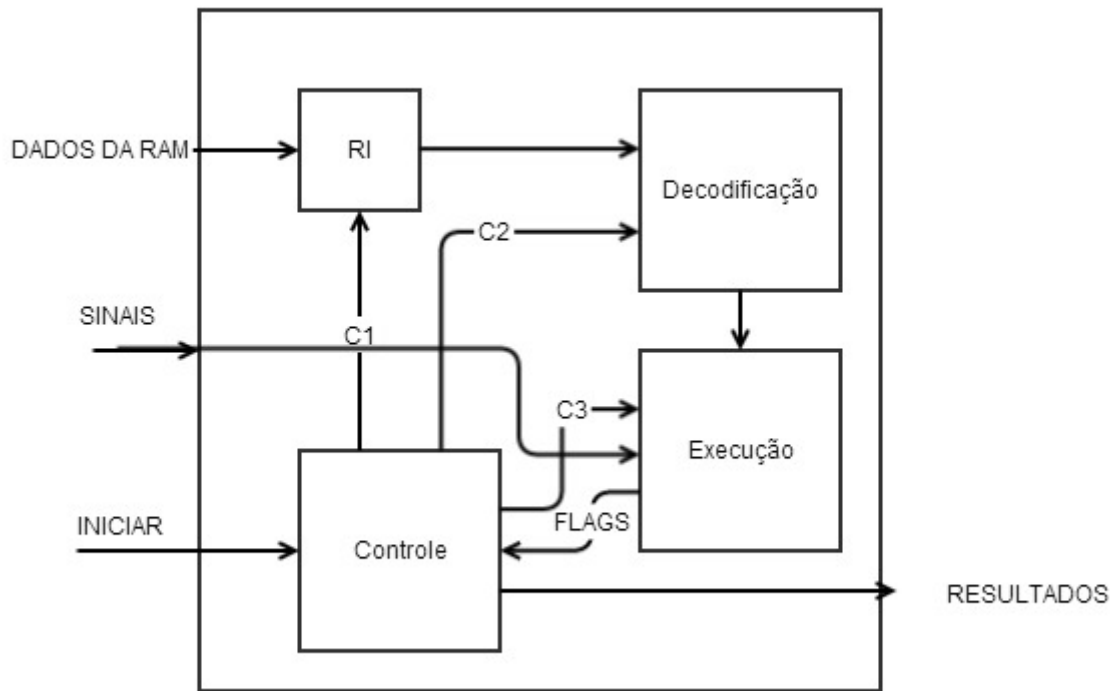 DADOS DA RAM
RI
Decodificação
C2
SINAIS
C1
C3
Execução
INICIAR
FLAGS
Controle
RESULTADOS